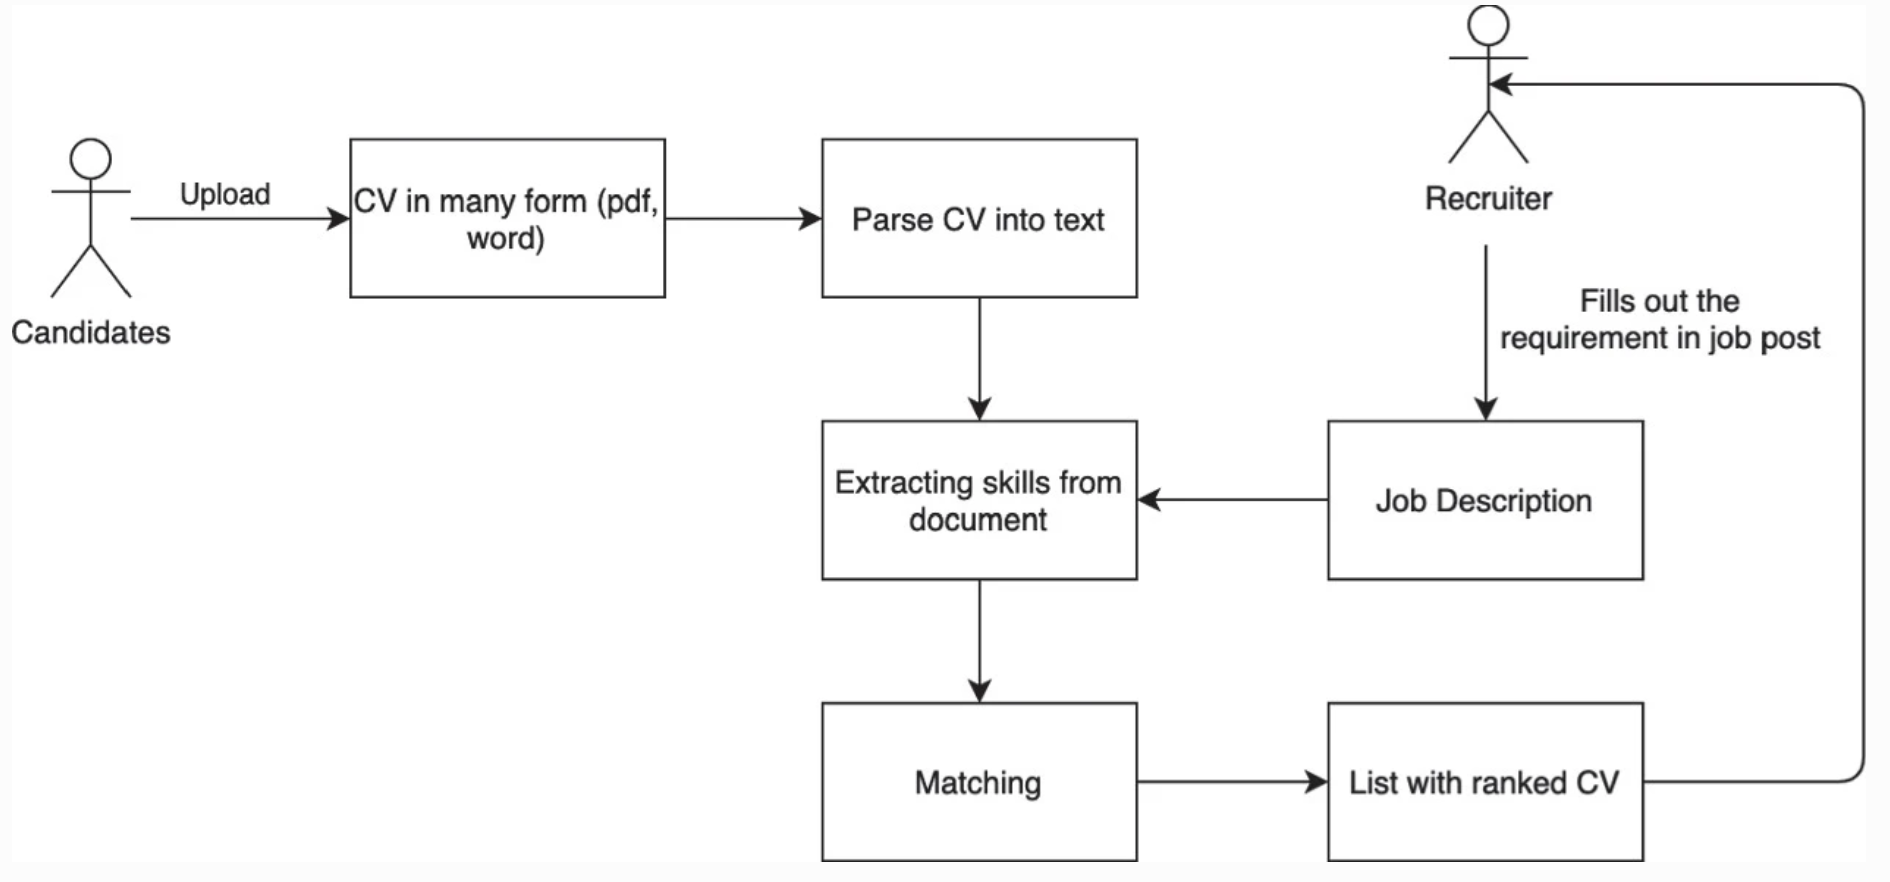 Upload
CV in many form (pdf,
word)
Parse CV into text
Recruiter
Candidates
Fills out the
requirement in job post
Extracting skills from
document
Job Description
Matching
List with ranked CV